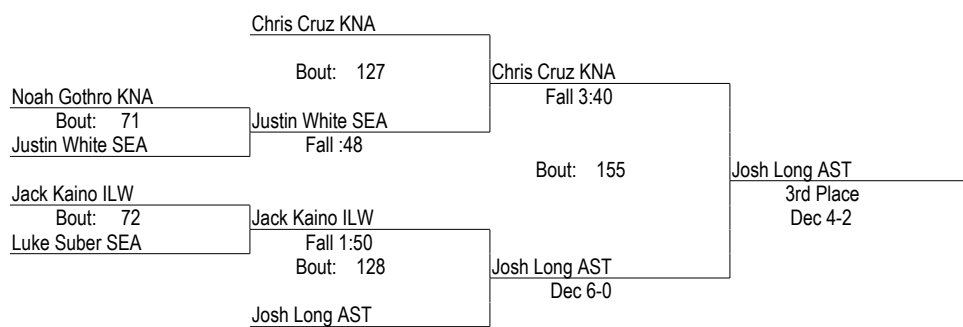 Chris Cruz KNA
Bout: 127
Chris Cruz KNA
Fall 3:40
Noah Gothro KNA
Bout: 71
Justin White SEA
Justin White SEA
Fall :48
Bout: 155
Josh Long AST
3rd Place
Dec 4-2
Jack Kaino ILW
Bout: 72
Luke Suber SEA
Jack Kaino ILW
Fall 1:50
Bout: 128
Josh Long AST
Dec 6-0
Josh Long AST